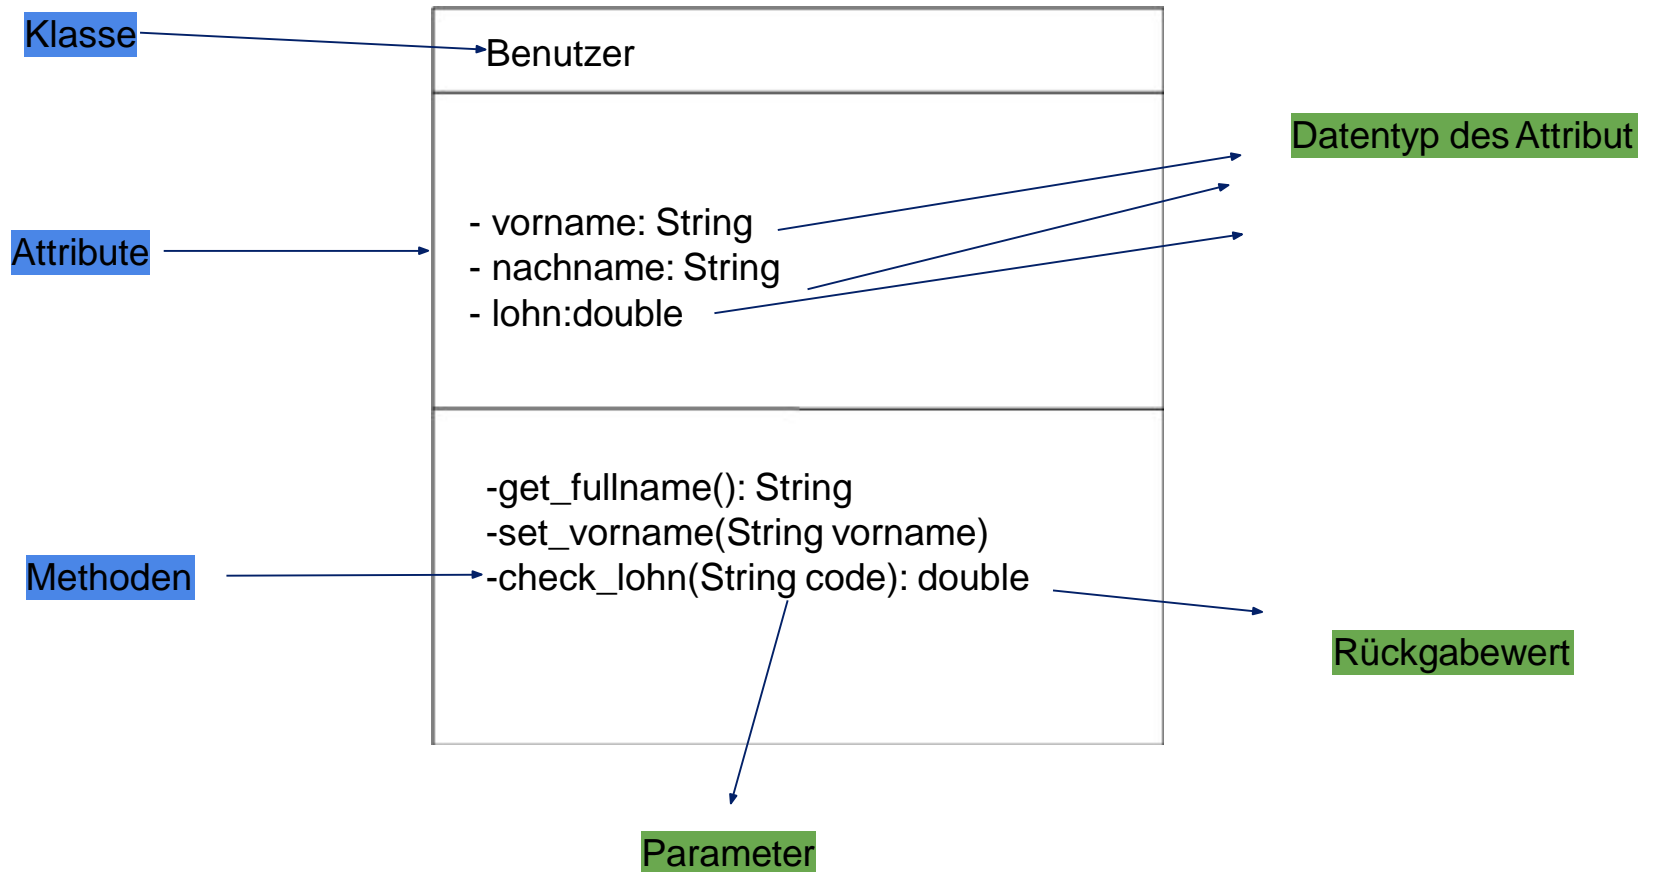 Klasse
Benutzer
Datentyp des Attribut
Attribute
- vorname: String
- nachname: String
- lohn:double
Methoden
-get_fullname(): String
-set_vorname(String vorname)
-check_lohn(String code): double
Rückgabewert
Parameter